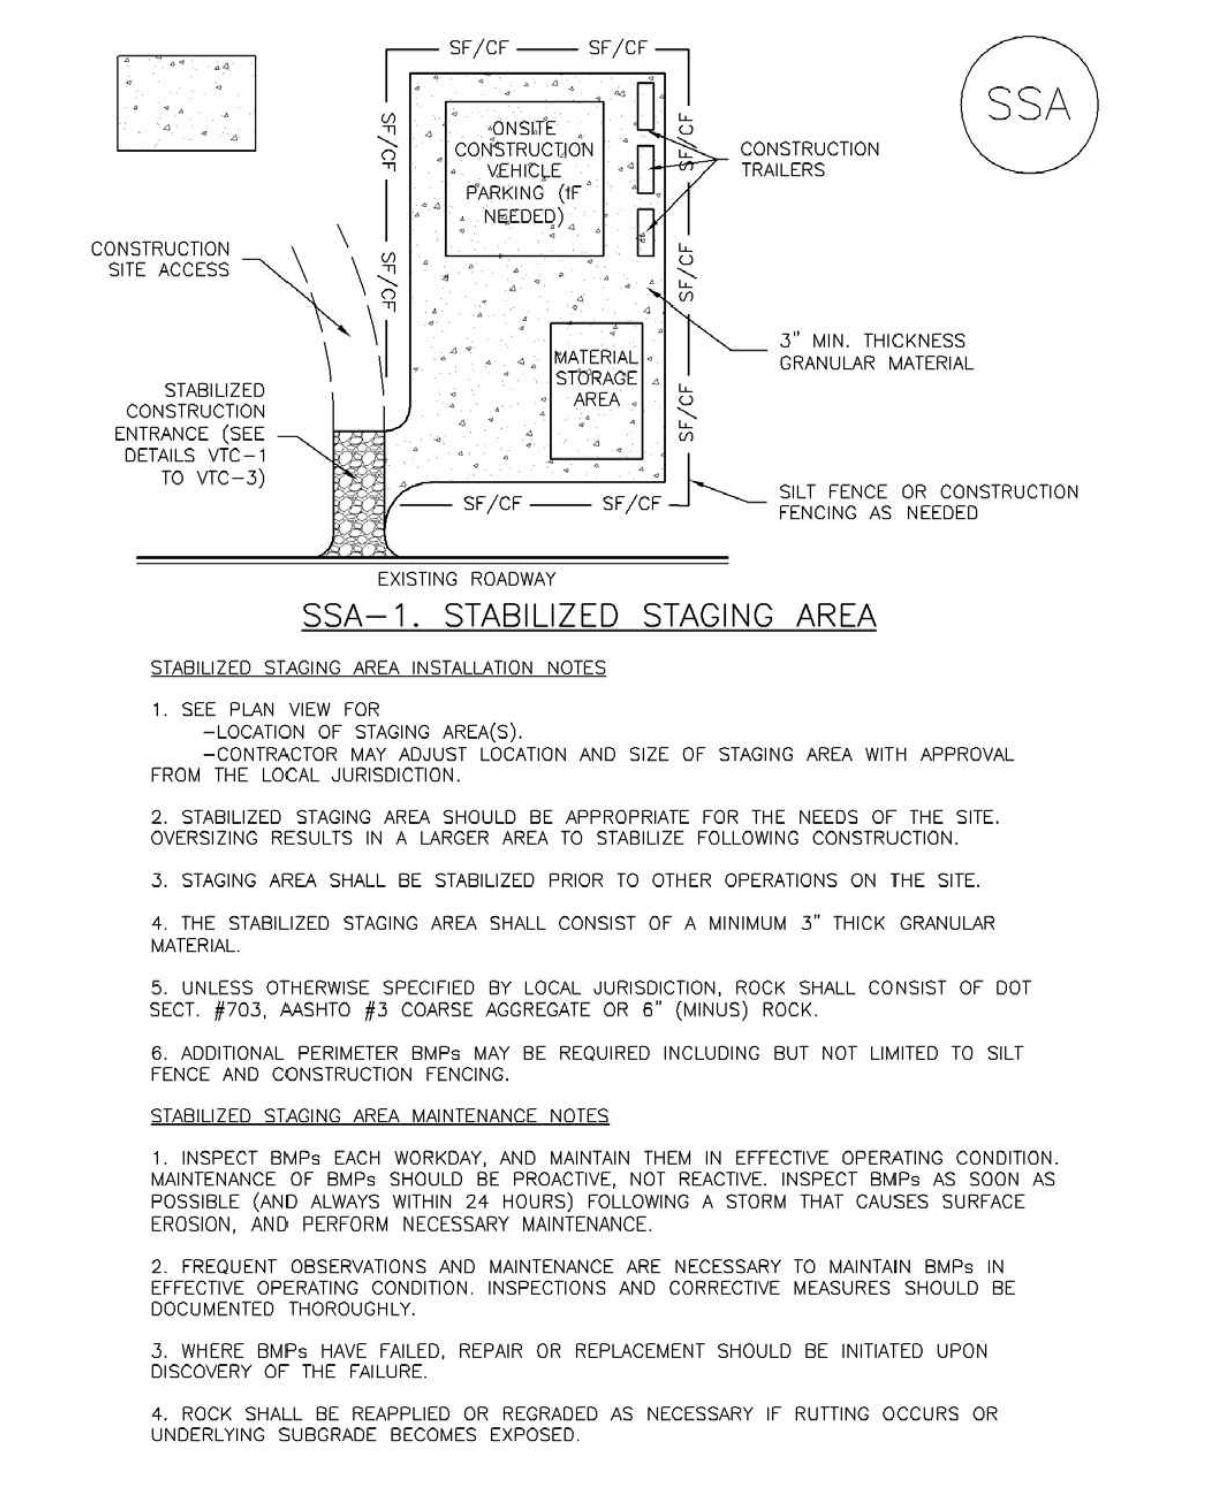 SF/CF SF/CF
SSA
SF/CF
SF/CF
ONSITE
CONSTRUCTION
VEHICLE
PARKING (IF
NEEDED)
SF/CF
CONSTRUCTION
TRAILERS
CONSTRUCTION
SITE ACCESS
SF/CF
3" MIN. THICKNESS
GRANULAR MATERIAL
MATERIAL
STORAGE
AREA
SF/CF
STABILIZED
CONSTRUCTION
ENTRANCE (SEE
DETAILS VTC-1
TO VTC-3)
SF/CF SF/CF
SILT FENCE OR CONSTRUCTION
FENCING AS NEEDED
EXISTING ROADWAY
SSA-1. STABILIZED STAGING AREA
STABILIZED STAGING AREA INSTALLATION NOTES
1. SEE PLAN VIEW FOR
-LOCATION OF STAGING AREA(S).
-CONTRACTOR MAY ADJUST LOCATION AND SIZE OF STAGING AREA WITH APPROVAL
FROM THE LOCAL JURISDICTION.
2. STABILIZED STAGING AREA SHOULD BE APPROPRIATE FOR THE NEEDS OF THE SITE.
OVERSIZING RESULTS IN A LARGER AREA TO STABILIZE FOLLOWING CONSTRUCTION.
3. STAGING AREA SHALL BE STABILIZED PRIOR TO OTHER OPERATIONS ON THE SITE.
4. THE STABILIZED STAGING AREA SHALL CONSIST OF A MINIMUM 3" THICK GRANULAR
MATERIAL.
5. UNLESS OTHERWISE SPECIFIED BY LOCAL JURISDICTION, ROCK SHALL CONSIST OF DOT
SECT. #703, AASHTO #3 COARSE AGGREGATE OR 6" (MINUS) ROCK.
6. ADDITIONAL PERIMETER BMPs MAY BE REQUIRED INCLUDING BUT NOT LIMITED TO SILT
FENCE AND CONSTRUCTION FENCING.
STABILIZED STAGING AREA MAINTENANCE NOTES
1. INSPECT BMPs EACH WORKDAY, AND MAINTAIN THEM IN EFFECTIVE OPERATING CONDITION.
MAINTENANCE OF BMPs SHOULD BE PROACTIVE, NOT REACTIVE. INSPECT BMPs AS SOON AS
POSSIBLE (AND ALWAYS WITHIN 24 HOURS) FOLLOWING A STORM THAT CAUSES SURFACE
EROSION, AND PERFORM NECESSARY MAINTENANCE.
2. FREQUENT OBSERVATIONS AND MAINTENANCE ARE NECESSARY TO MAINTAIN BMPs IN
EFFECTIVE OPERATING CONDITION. INSPECTIONS AND CORRECTIVE MEASURES SHOULD BE
DOCUMENTED THOROUGHLY.
3. WHERE BMPs HAVE FAILED, REPAIR OR REPLACEMENT SHOULD BE INITIATED UPON
DISCOVERY OF THE FAILURE.
4. ROCK SHALL BE REAPPLIED OR REGRADED AS NECESSARY IF RUTTING OCCURS OR
UNDERLYING SUBGRADE BECOMES EXPOSED.